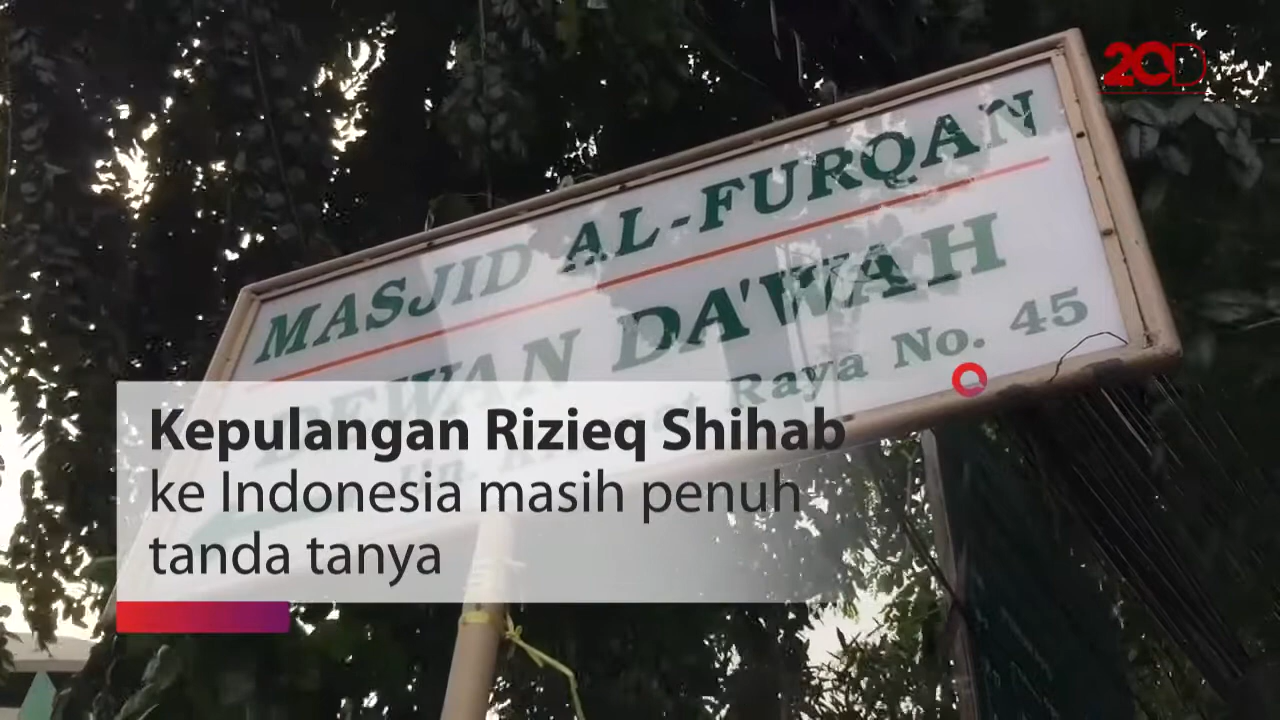 20D
MASJID AL-FURQAN
DEWAN DA'WAH
Raya No. 45
Kepulangan Rizieq Shihab
ke Indonesia masih penuh
tanda tanya